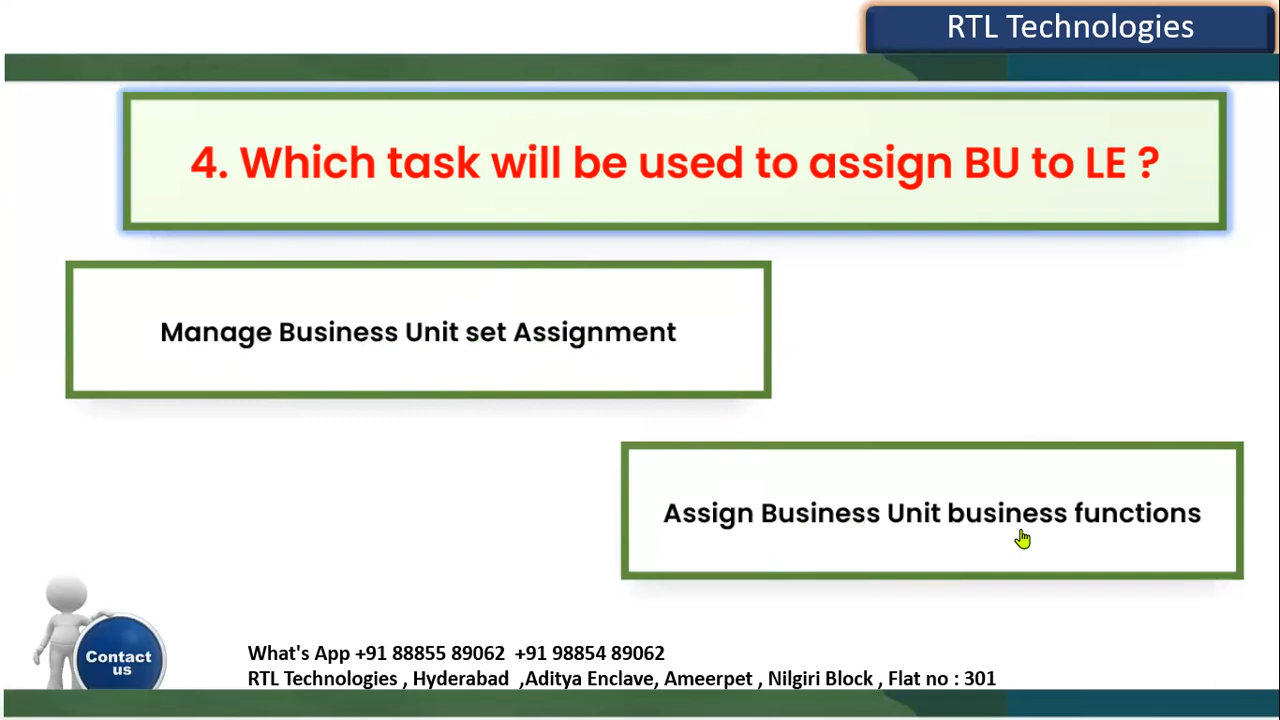 RTL Technologies
4. Which task will be used to assign BU to LE ?
Manage Business Unit set Assignment
Assign Business Unit business functions
Contact
us
What's App +91 88855 89062 +91 98854 89062
RTL Technologies , Hyderabad ,Aditya Enclave, Ameerpet , Nilgiri Block , Flat no : 301